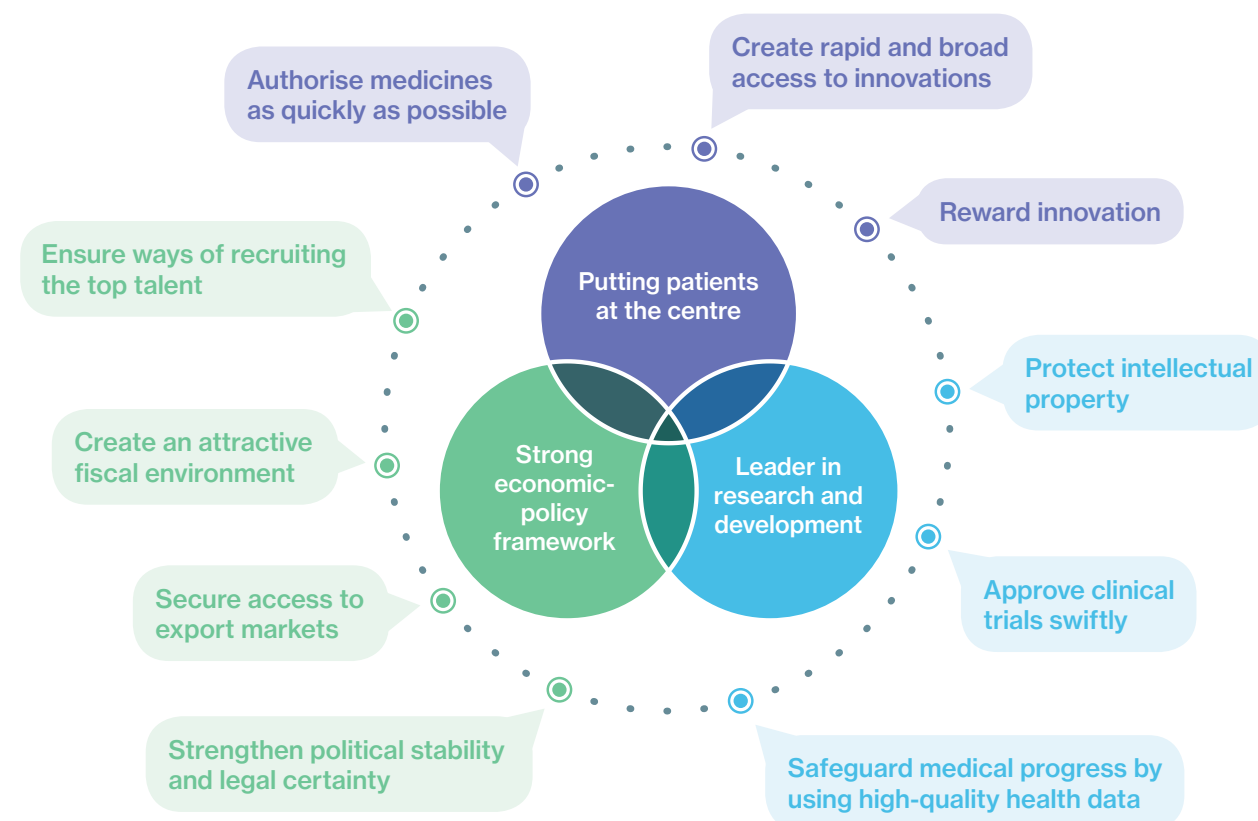 Create rapid and broad
access to innovations
Authorise medicines
as quickly as possible
Reward innovation
Ensure ways of recruiting
the top talent
Putting patients
at the centre
Protect intellectual
property
Create an attractive
fiscal environment
Strong
economic-
policy
framework
Leader in
research and
development
Secure access to
export markets
Approve clinical
trials swiftly
Strengthen political stability
and legal certainty
Safeguard medical progress by
using high-quality health data